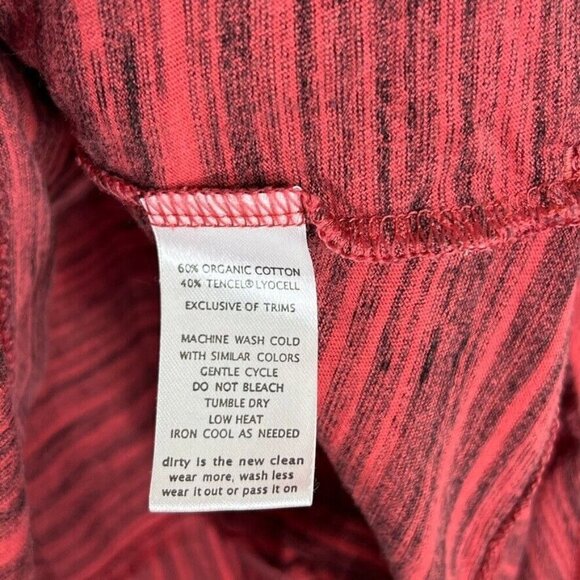 60% ORGANIC COTTON
40% TENCEL® LYOCELL
EXCLUSIVE OF TRIMS
MACHINE WASH COLD
WITH SIMILAR COLORS
GENTLE CYCLE
DO NOT BLEACH
TUMBLE DRY
LOW HEAT
IRON COOL AS NEEDED
dirty is the new clean
wear more, wash less
wear it out or pass it on